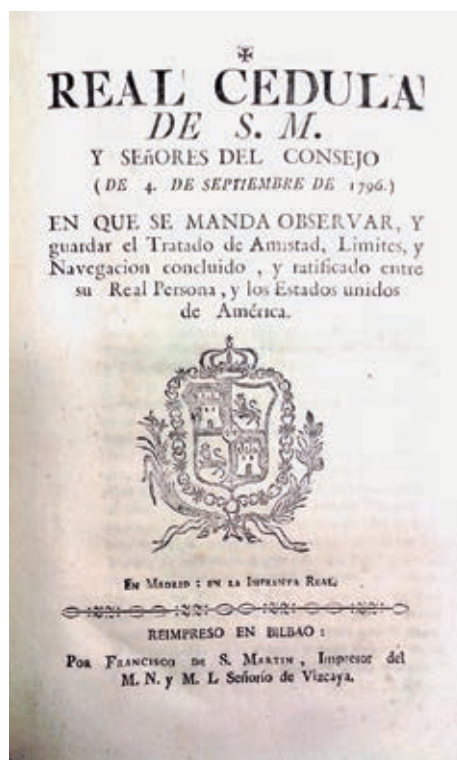 REAL CEDULA
DE S. M.
Y SEñORES DEL CONSEJO
(DE 4. DE SEPTIEMBRE DE 1796.)
EN QUE SE MANDA OBSERVAR, Y
guardar el Tratado de Amistad, Limites, y
Navegacion concluido, y ratificado entre
su Real Persona, y los Estados unidos
de América.
EN MADRID: EN LA IMPRENTA REAL.
REIMPRESO EN BILBAO:
POR FRANCISCO DE S. MARTIN, Impresor del
M. N. y M. L. Señorio de Vizcaya.